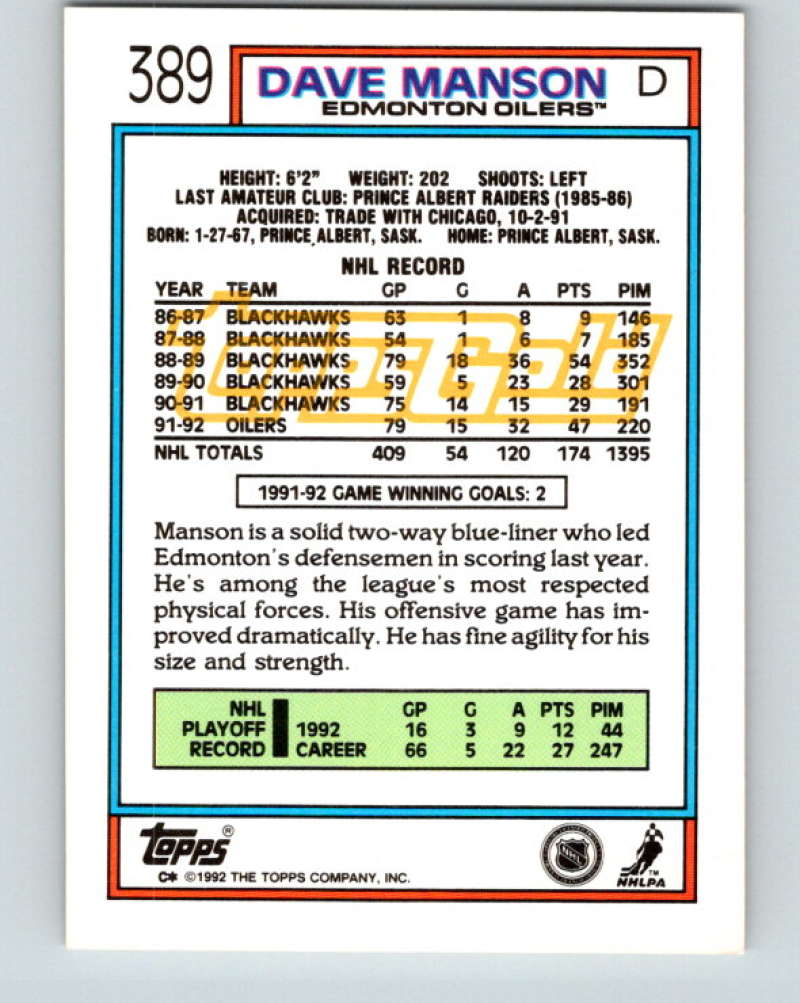 389
DAVE MANSON D
EDMONTON OILERS™
HEIGHT: 6'2" WEIGHT: 202 SHOOTS: LEFT
LAST AMATEUR CLUB: PRINCE ALBERT RAIDERS (1985-86)
ACQUIRED: TRADE WITH CHICAGO, 10-2-91
BORN: 1-27-67, PRINCE ALBERT, SASK. HOME: PRINCE ALBERT, SASK.
NHL RECORD
YEAR TEAM GP G A PTS PIM
86-87 BLACKHAWKS 63 1 8 9 146
87-88 BLACKHAWKS 54 1 6 7 185
88-89 BLACKHAWKS 79 18 36 54 352
89-90 BLACKHAWKS 59 5 23 28 301
90-91 BLACKHAWKS 75 14 15 29 191
91-92 OILERS 79 15 32 47 220
NHL TOTALS 409 54 120 174 1395
ToppsGold
1991-92 GAME WINNING GOALS: 2
Manson is a solid two-way blue-liner who led
Edmonton's defensemen in scoring last year.
He's among the league's most respected
physical forces. His offensive game has im-
proved dramatically. He has fine agility for his
size and strength.
NHL GP G A PTS PIM
PLAYOFF 1992 16 3 9 12 44
RECORD CAREER 66 5 22 27 247
TOPPS®
C* ©1992 THE TOPPS COMPANY, INC.
NHL
™
NHLPA